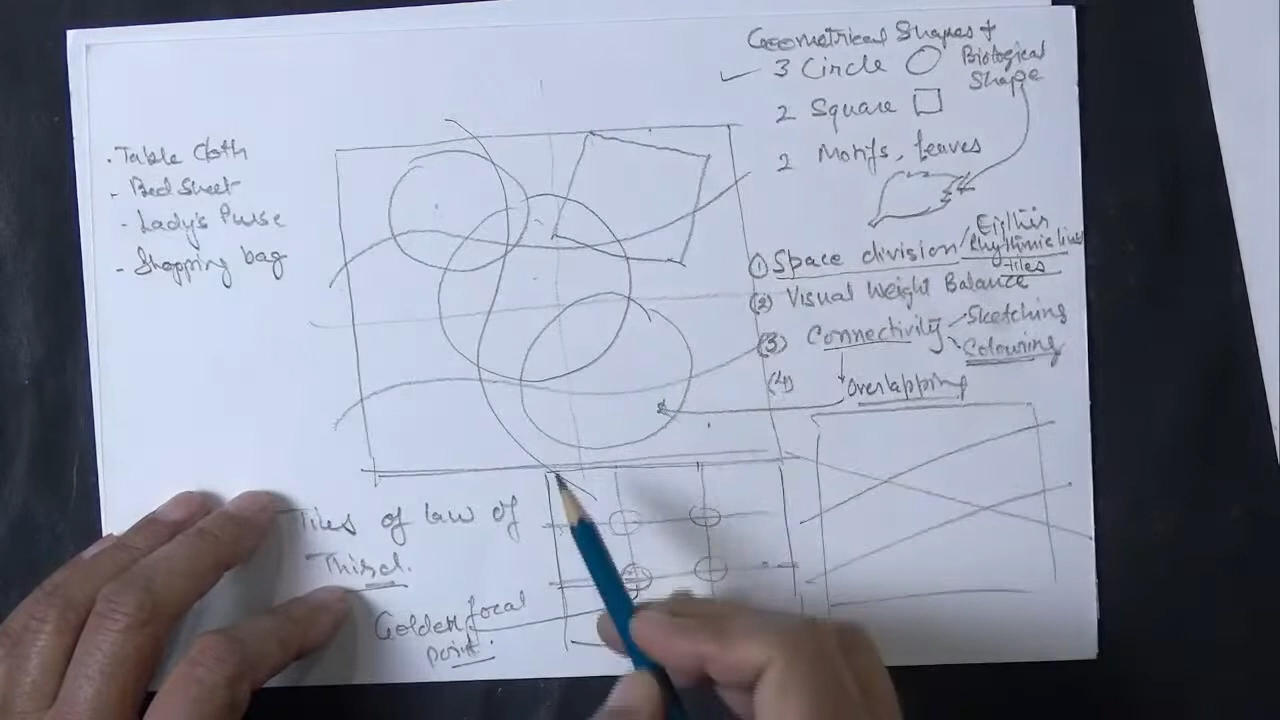 Geometrical Shapes +
Biological
Shape
3 Circle
2 Square
2 Motifs, Leaves
- Table Cloth
- Bed Sheet
- Lady's Purse
- Shopping bag
(1) Space division / Eighier
Rhythmic lines
tiles
(2) Visual Weight Balance
(3) Connectivity
Sketching
Colouring
(4)
Overlapping
Tiles of law of
Third.
Golden focal
point.